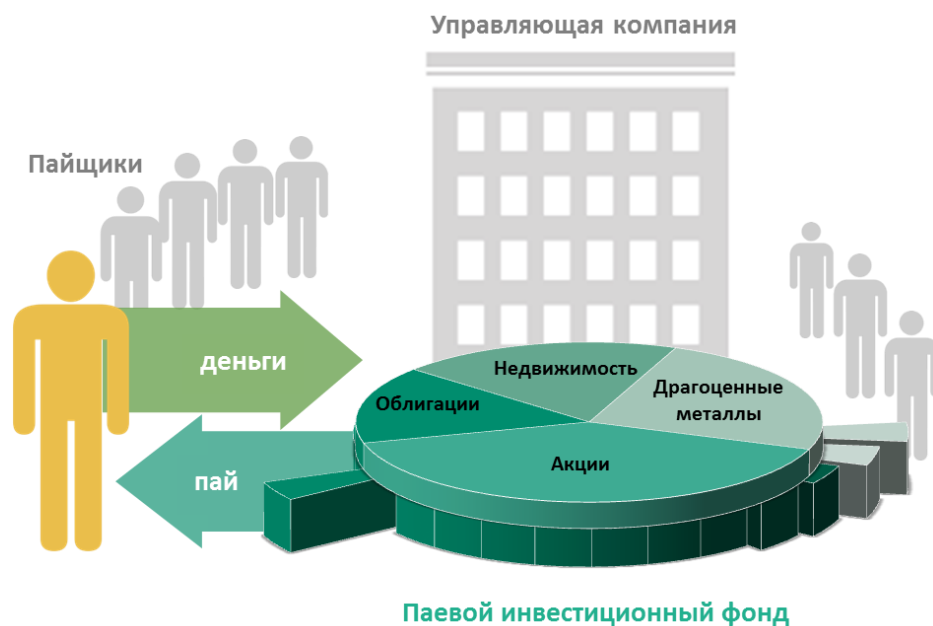 Управляющая компания
Пайщики
деньги
пай
Недвижимость
Драгоценные
металлы
Облигации
Акции
Паевой инвестиционный фонд